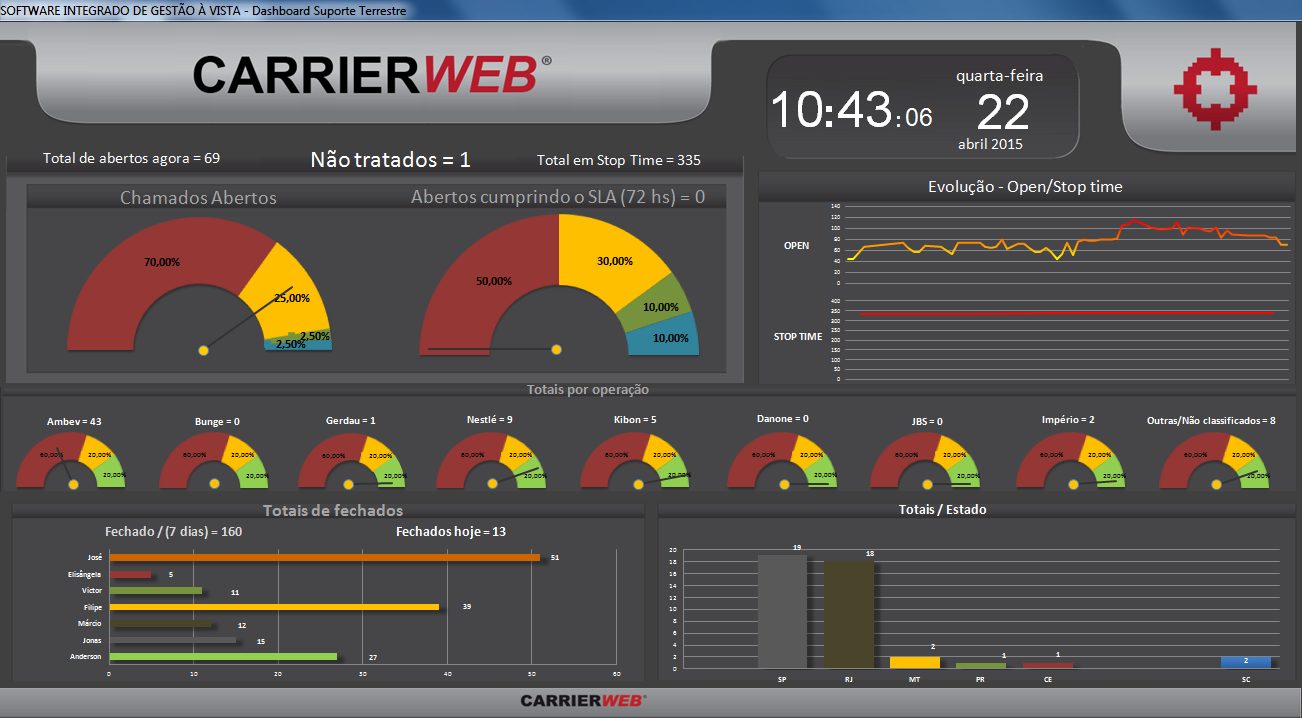 SOFTWARE INTEGRADO DE GESTÃO À VISTA - Dashboard Suporte Terrestre
CARRIERWEB®
10:43:06
quarta-feira
22
abril 2015
Total de abertos agora = 69
Não tratados = 1
Total em Stop Time = 335
Chamados Abertos
70,00%
25,00%
2,50%
2,50%
Abertos cumprindo o SLA (72 hs) = 0
50,00%
30,00%
10,00%
10,00%
Evolução - Open/Stop time
OPEN
140
120
100
80
60
40
20
0
STOP TIME
400
350
300
250
200
150
100
50
0
Totais por operação
Ambev = 43
60,00%
20,00%
20,00%
Bunge = 0
60,00%
20,00%
20,00%
Gerdau = 1
60,00%
20,00%
20,00%
Nestlé = 9
60,00%
20,00%
20,00%
Kibon = 5
60,00%
20,00%
20,00%
Danone = 0
60,00%
20,00%
20,00%
JBS = 0
60,00%
20,00%
20,00%
Império = 2
60,00%
20,00%
20,00%
Outras/Não classificados = 8
60,00%
20,00%
20,00%
Totais de fechados
Fechado / (7 dias) = 160
Fechados hoje = 13
José 51
Elisângela 5
Victor 11
Filipe 39
Márcio 12
Jonas 15
Anderson 27
0 10 20 30 40 50 60
Totais / Estado
20
18
16
14
12
10
8
6
4
2
0
19
18
2
1
1
2
SP RJ MT PR CE SC
CARRIERWEB®